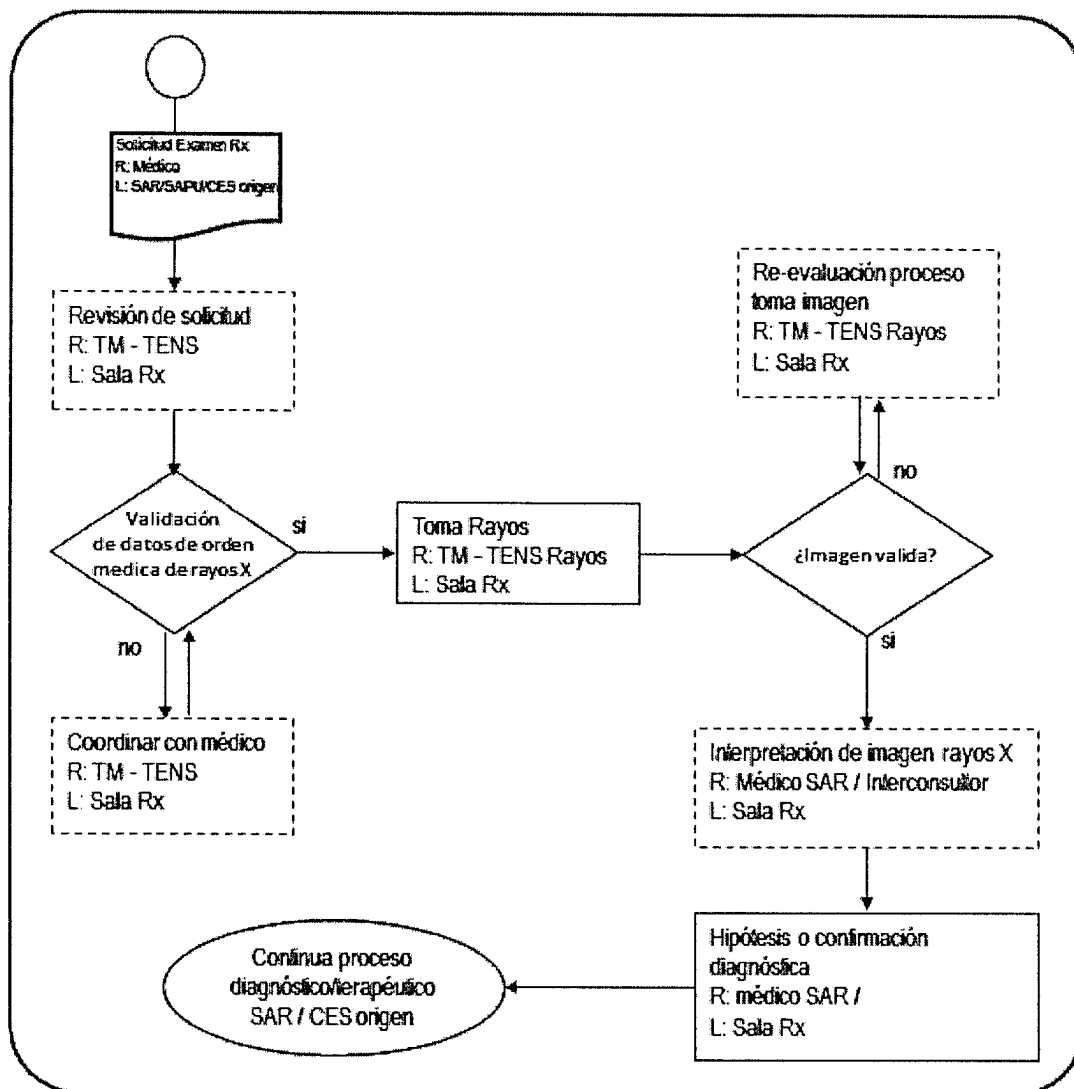 Solicitud Examen Rx
R: Médico
L: SAR/SAPU/CES origen
Revisión de solicitud
R: TM - TENS
L: Sala Rx
Validación
de datos de orden
medica de rayos X
si
no
Coordinar con médico
R: TM - TENS
L: Sala Rx
Toma Rayos
R: TM - TENS Rayos
L: Sala Rx
Re-evaluación proceso
toma imagen
R: TM - TENS Rayos
L: Sala Rx
no
¿Imagen valida?
si
Interpretación de imagen rayos X
R: Médico SAR / Interconsultor
L: Sala Rx
Hipótesis o confirmación
diagnóstica
R: médico SAR /
L: Sala Rx
Continua proceso
diagnóstico/terapéutico
SAR / CES origen